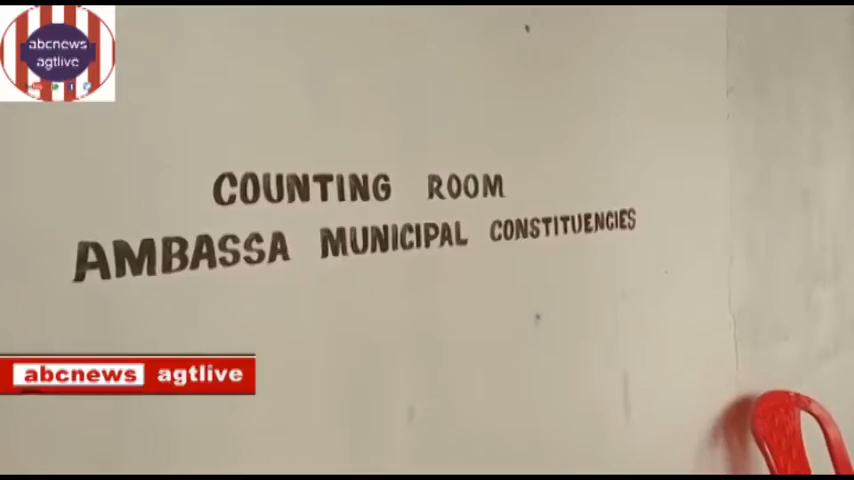 abcnews
agtlive
COUNTING ROOM
AMBASSA MUNICIPAL CONSTITUENCIES
abcnews agtlive